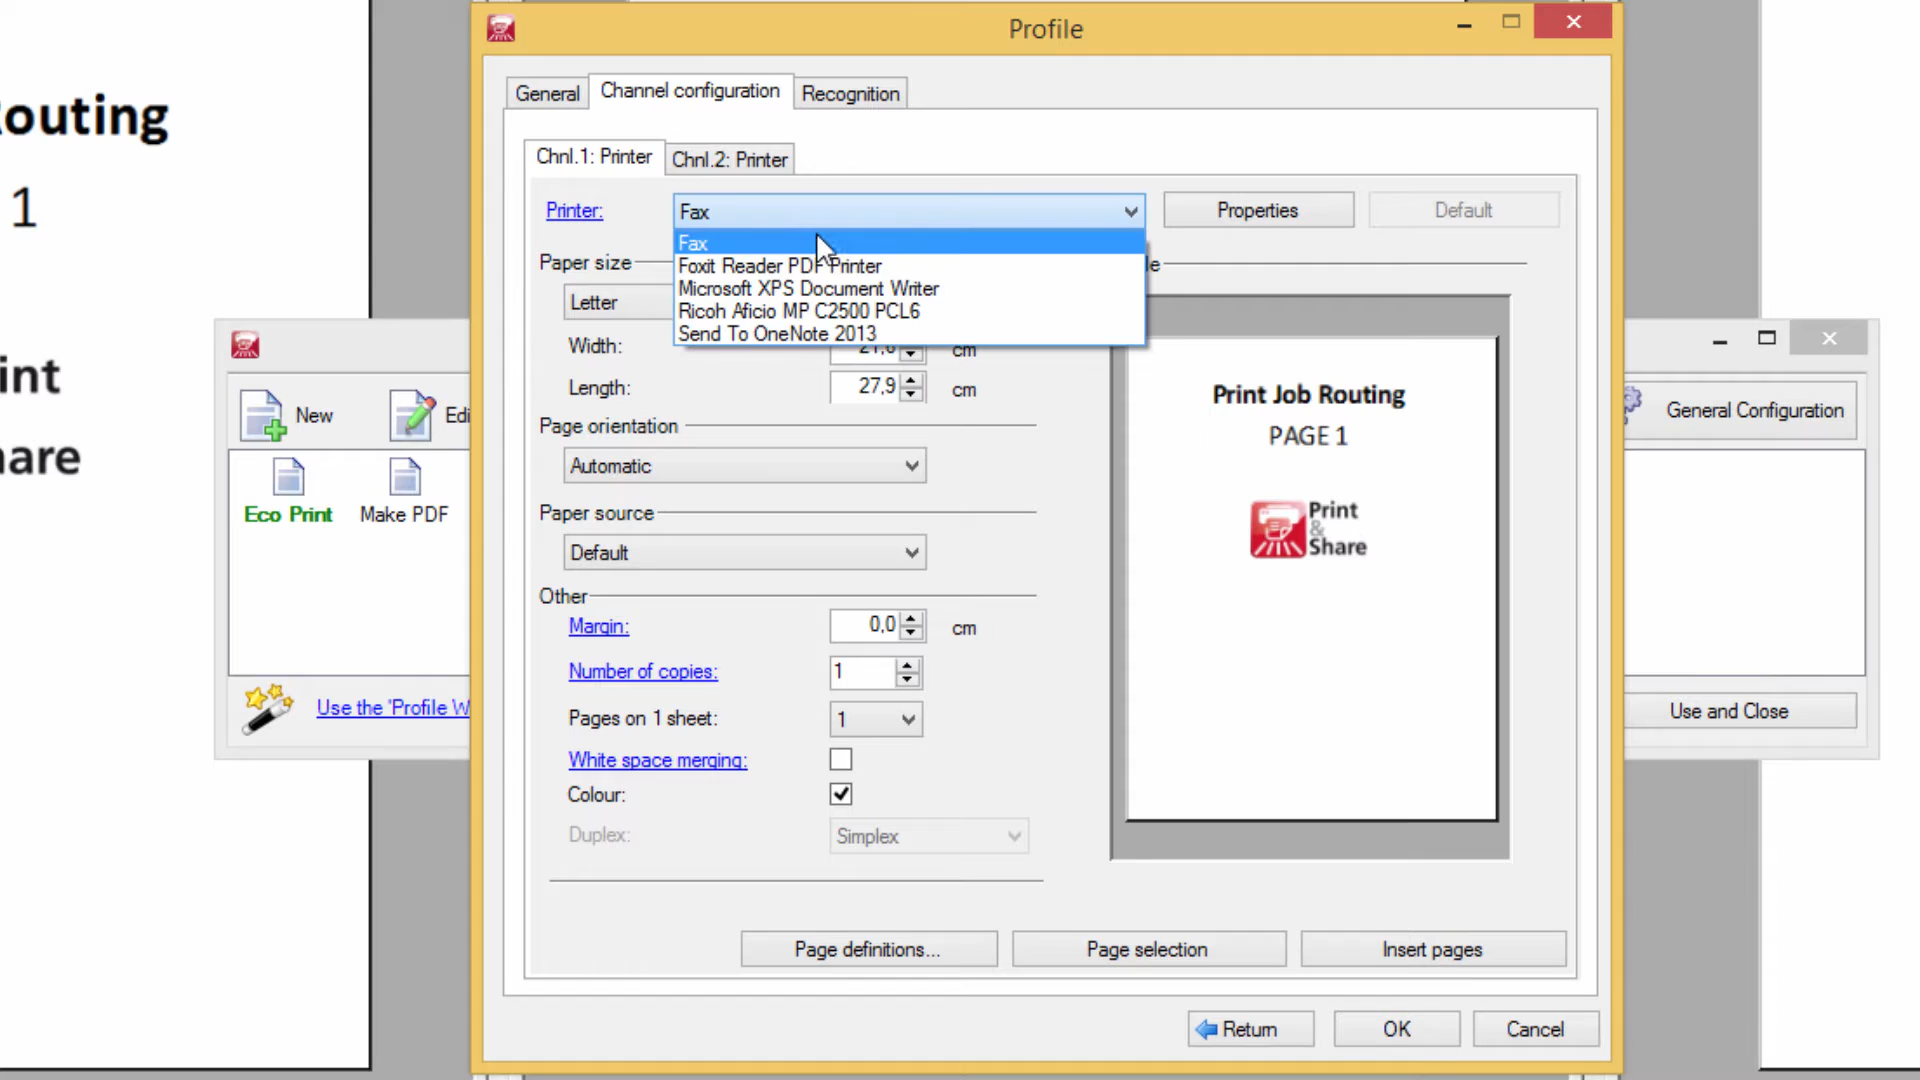 Profile
General
Channel configuration
Recognition
Chnl.1: Printer
Chnl.2: Printer
Printer:
Fax
Properties
Default
Fax
Foxit Reader PDF Printer
Microsoft XPS Document Writer
Ricoh Aficio MP C2500 PCL6
Send To OneNote 2013
Paper size
Letter
Width:
21,6
cm
Length:
27,9
cm
Page orientation
Automatic
Paper source
Default
Other
Margin:
0,0
cm
Number of copies:
1
Pages on 1 sheet:
1
White space merging:
Colour:
Duplex:
Simplex
Print Job Routing
PAGE 1
Print
&
Share
Page definitions...
Page selection
Insert pages
Return
OK
Cancel
outing
1
int
are
New
Edi
Eco Print
Make PDF
Use the 'Profile W
General Configuration
Use and Close